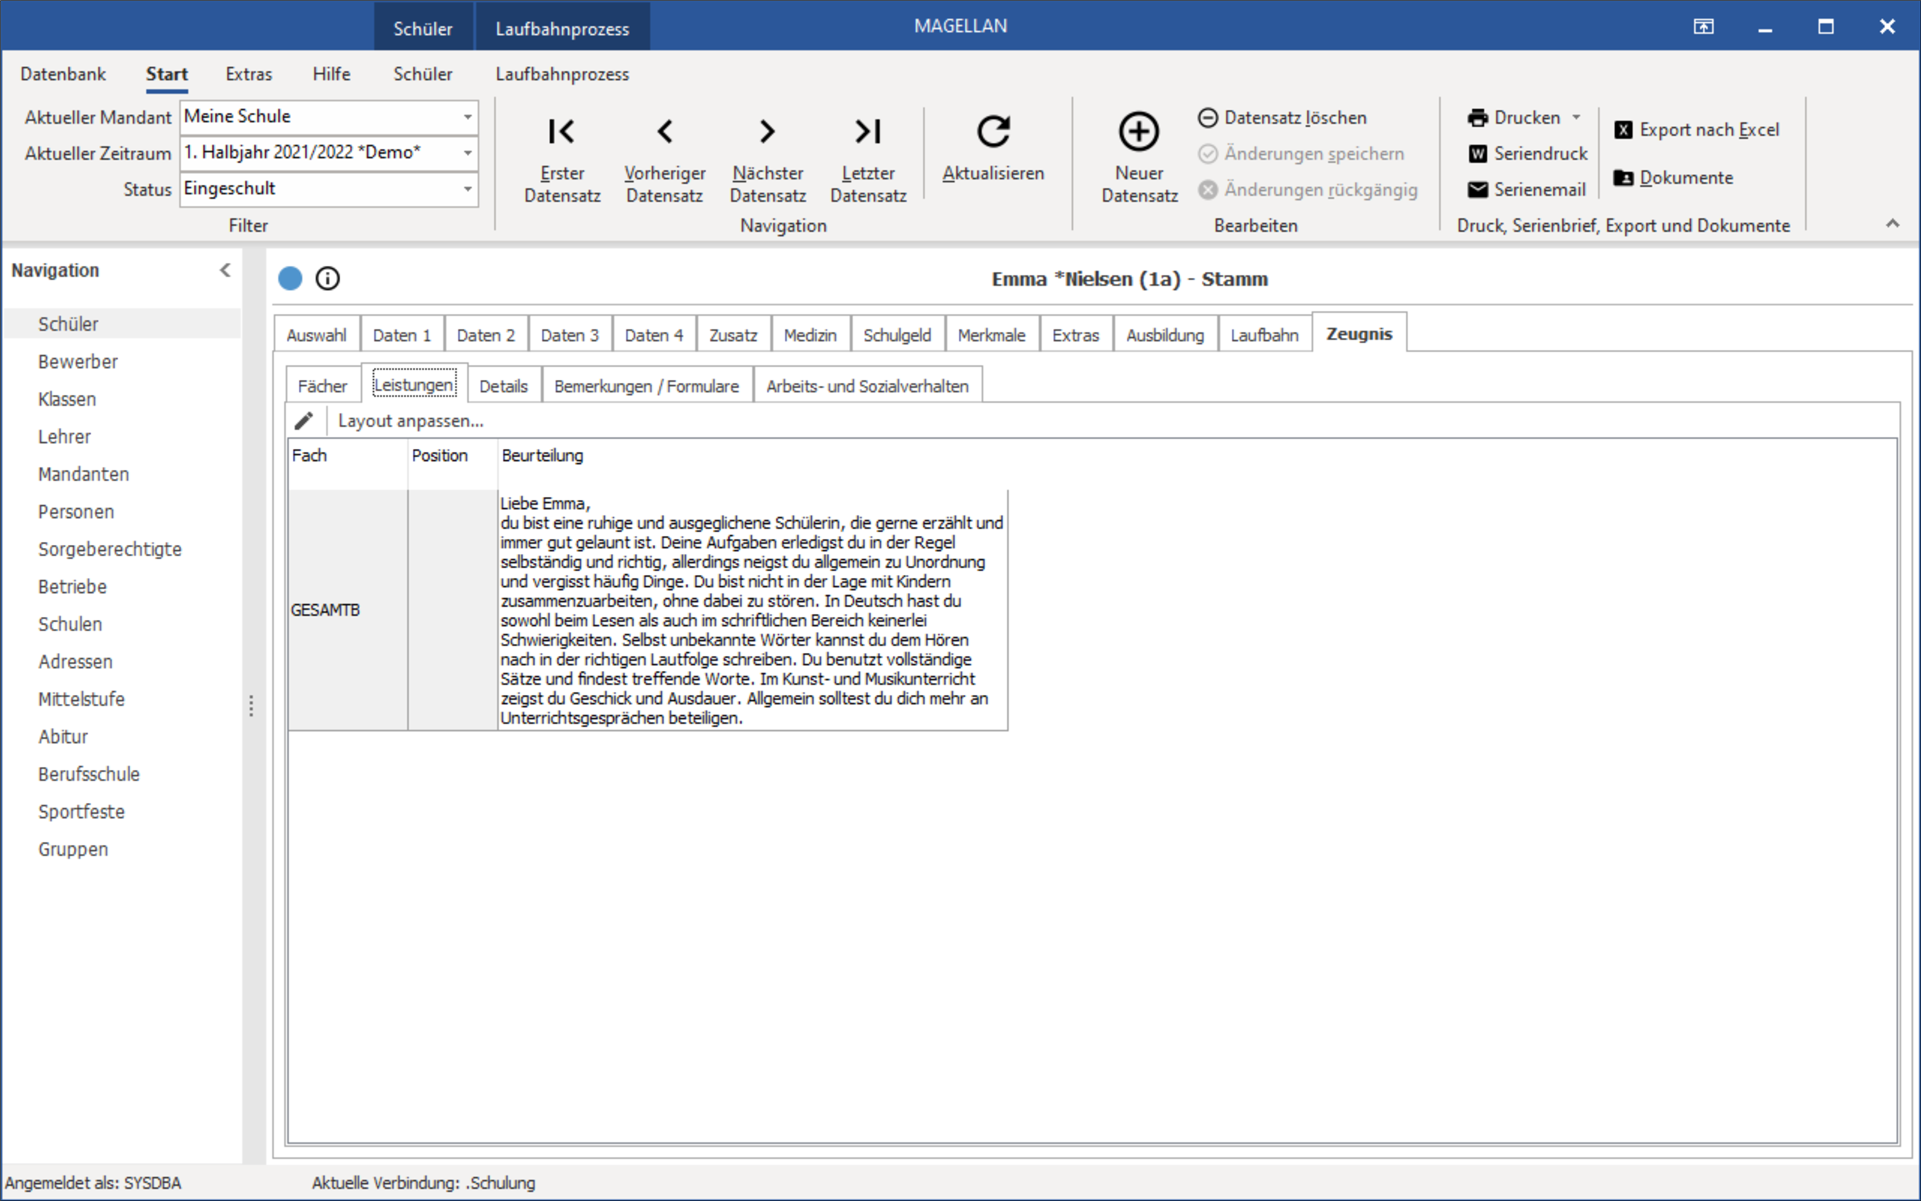 Schüler Laufbahnprozess MAGELLAN
Datenbank Start Extras Hilfe Schüler Laufbahnprozess
Aktueller Mandant Meine Schule
Aktueller Zeitraum 1. Halbjahr 2021/2022 *Demo*
Status Eingeschult
Filter
Erster Datensatz
Vorheriger Datensatz
Nächster Datensatz
Letzter Datensatz
Aktualisieren
Navigation
Neuer Datensatz
Datensatz löschen
Änderungen speichern
Änderungen rückgängig
Bearbeiten
Drucken
W Seriendruck
Serienemail
X Export nach Excel
Dokumente
Druck, Serienbrief, Export und Dokumente
Navigation
Schüler
Bewerber
Klassen
Lehrer
Mandanten
Personen
Sorgeberechtigte
Betriebe
Schulen
Adressen
Mittelstufe
Abitur
Berufsschule
Sportfeste
Gruppen
Emma *Nielsen (1a) - Stamm
Auswahl Daten 1 Daten 2 Daten 3 Daten 4 Zusatz Medizin Schulgeld Merkmale Extras Ausbildung Laufbahn Zeugnis
Fächer Leistungen Details Bemerkungen / Formulare Arbeits- und Sozialverhalten
Layout anpassen...
Fach Position Beurteilung
GESAMTB
Liebe Emma,
du bist eine ruhige und ausgeglichene Schülerin, die gerne erzählt und
immer gut gelaunt ist. Deine Aufgaben erledigst du in der Regel
selbständig und richtig, allerdings neigst du allgemein zu Unordnung
und vergisst häufig Dinge. Du bist nicht in der Lage mit Kindern
zusammenzuarbeiten, ohne dabei zu stören. In Deutsch hast du
sowohl beim Lesen als auch im schriftlichen Bereich keinerlei
Schwierigkeiten. Selbst unbekannte Wörter kannst du dem Hören
nach in der richtigen Lautfolge schreiben. Du benutzt vollständige
Sätze und findest treffende Worte. Im Kunst- und Musikunterricht
zeigst du Geschick und Ausdauer. Allgemein solltest du dich mehr an
Unterrichtsgesprächen beteiligen.
Angemeldet als: SYSDBA Aktuelle Verbindung: .Schulung